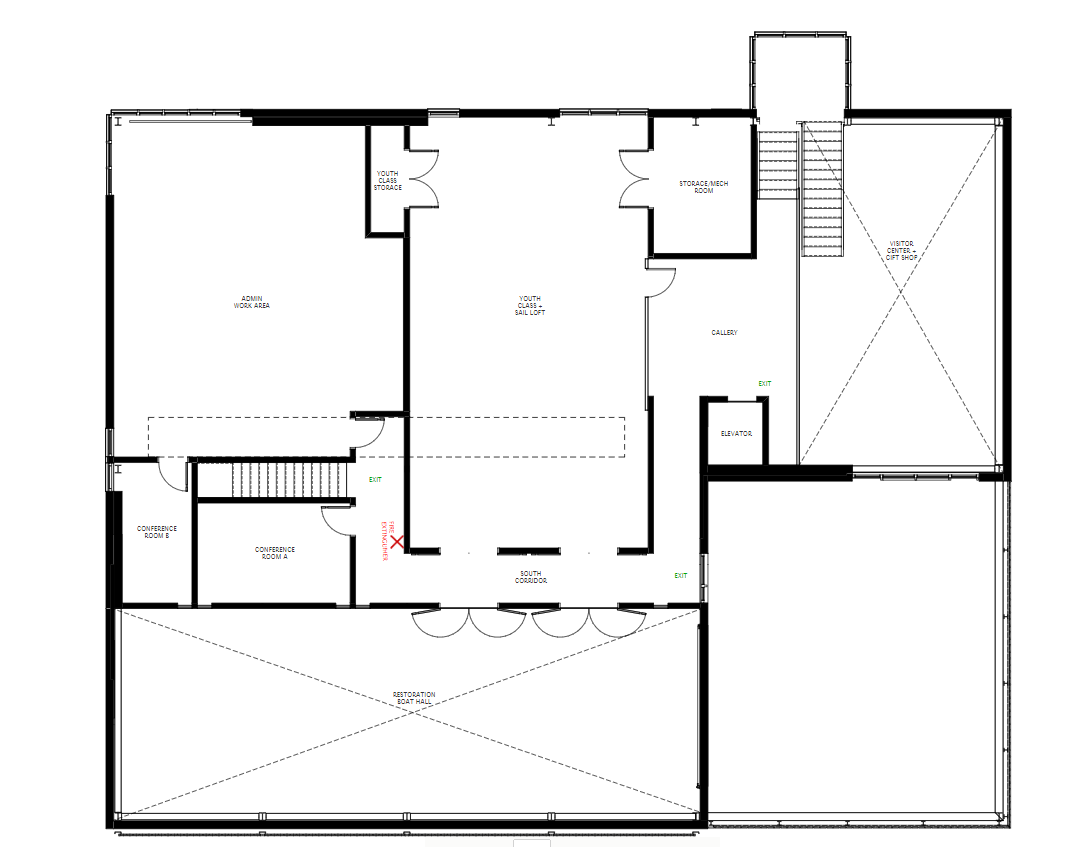 YOUTH
CLASS
STORAGE
STORAGE/MECH
ROOM
VISITOR
CENTER +
GIFT SHOP
ADMIN
WORK AREA
YOUTH
CLASS +
SAIL LOFT
GALLERY
EXIT
ELEVATOR
EXIT
FIRE
EXTINGUIHER
CONFERENCE
ROOM B
CONFERENCE
ROOM A
SOUTH
CORRIDOR
EXIT
RESTORATION
BOAT HALL